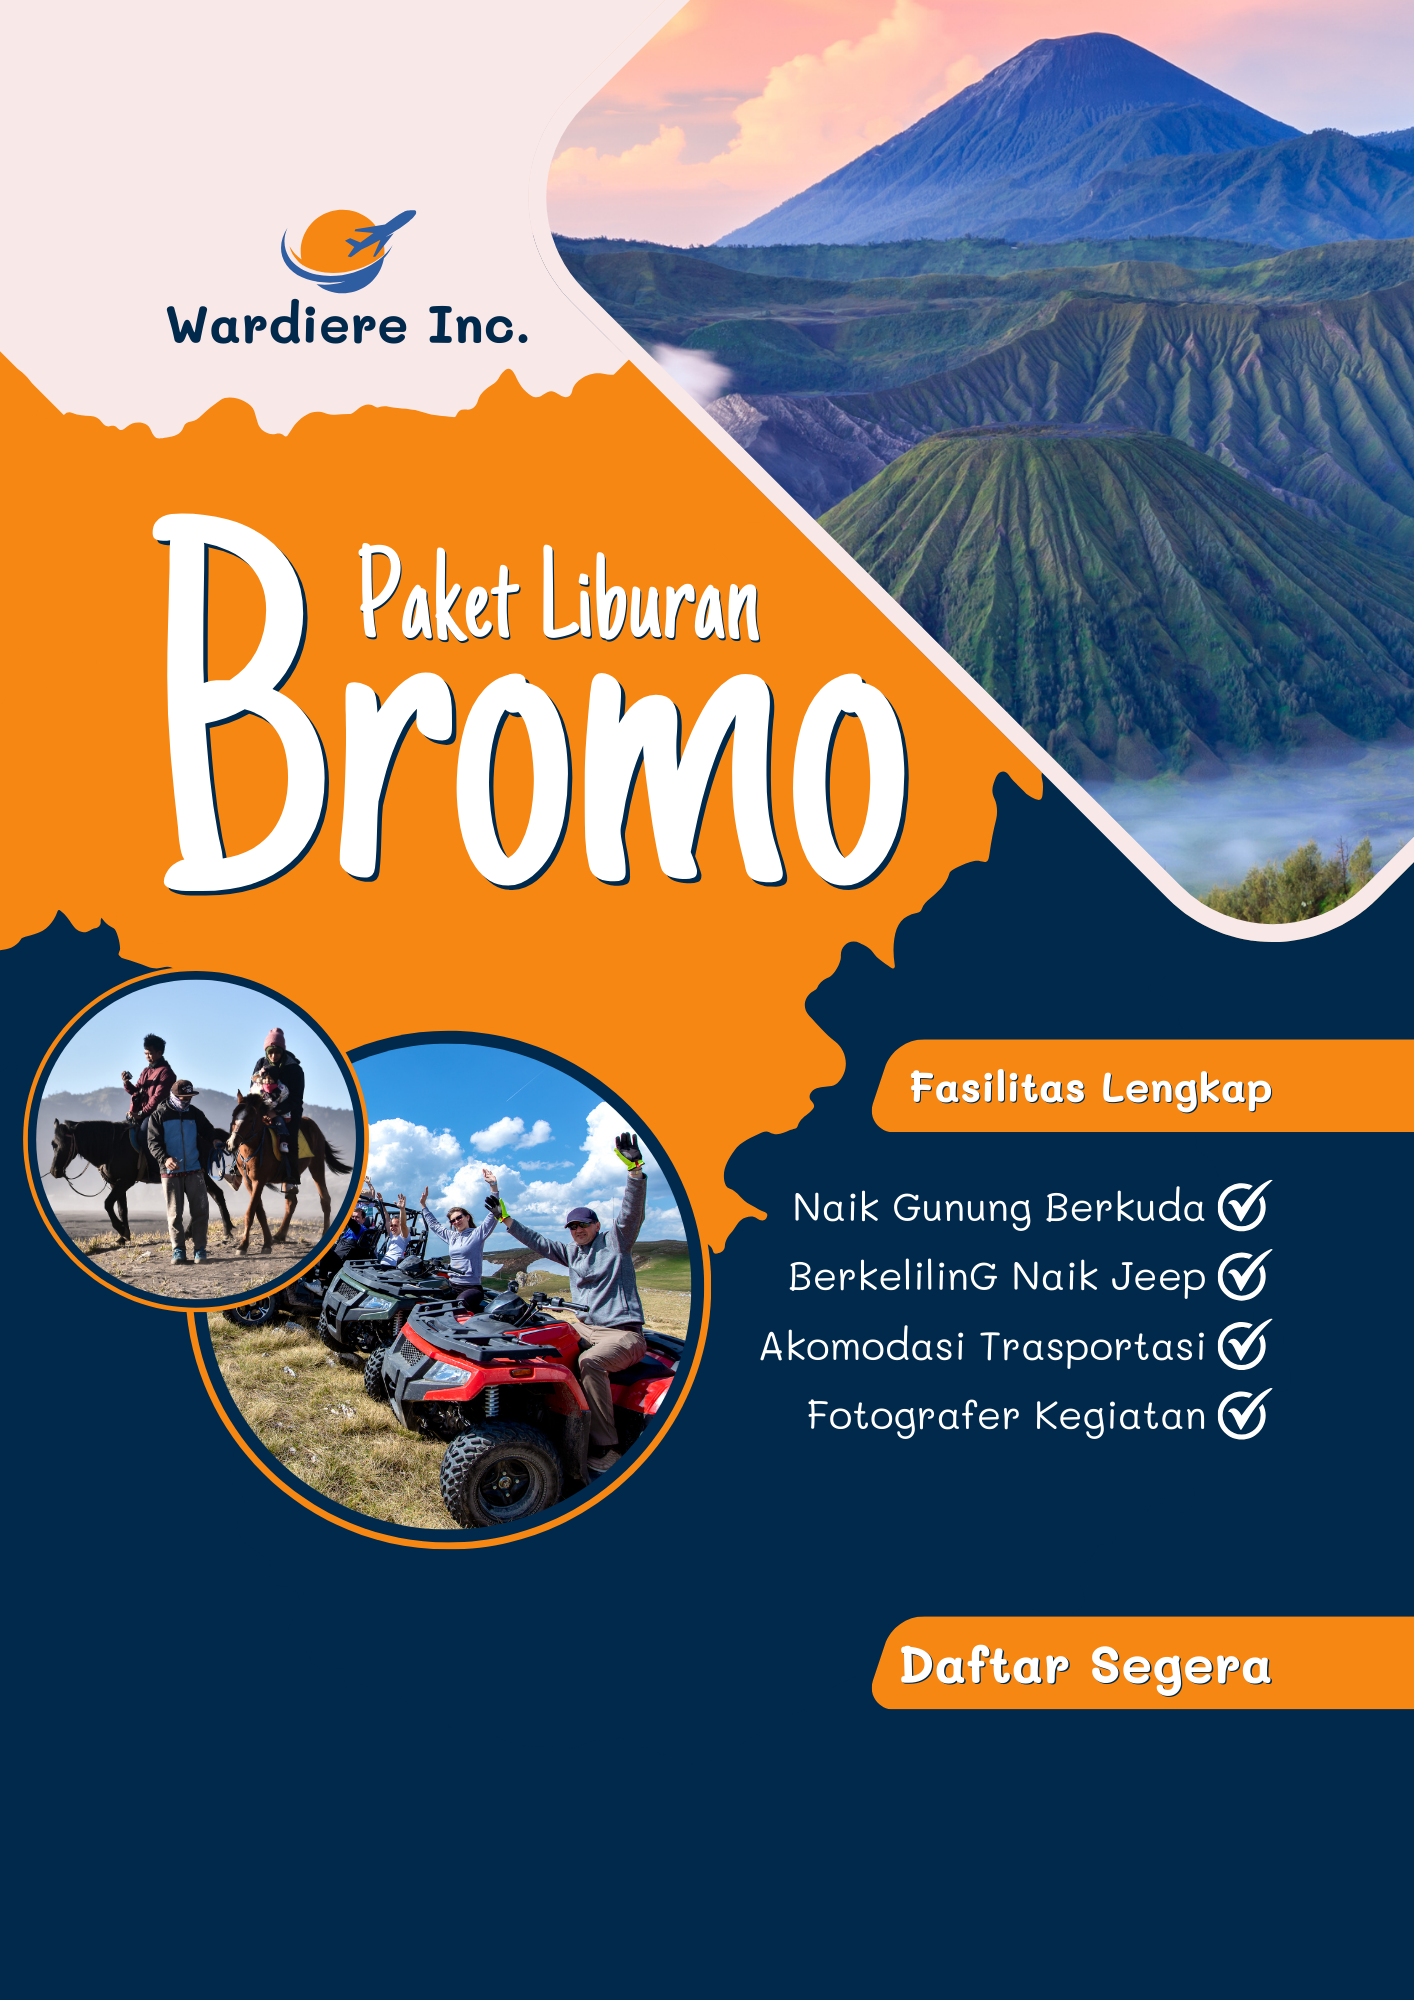 Wardiere Inc.
Paket Liburan
Bromo
Fasilitas Lengkap
Naik Gunung Berkuda
BerkelilinG Naik Jeep
Akomodasi Trasportasi
Fotografer Kegiatan
Daftar Segera